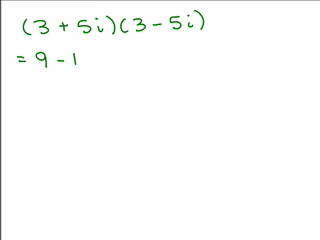 (3 + 5i)(3 - 5i)
= 9 - 1